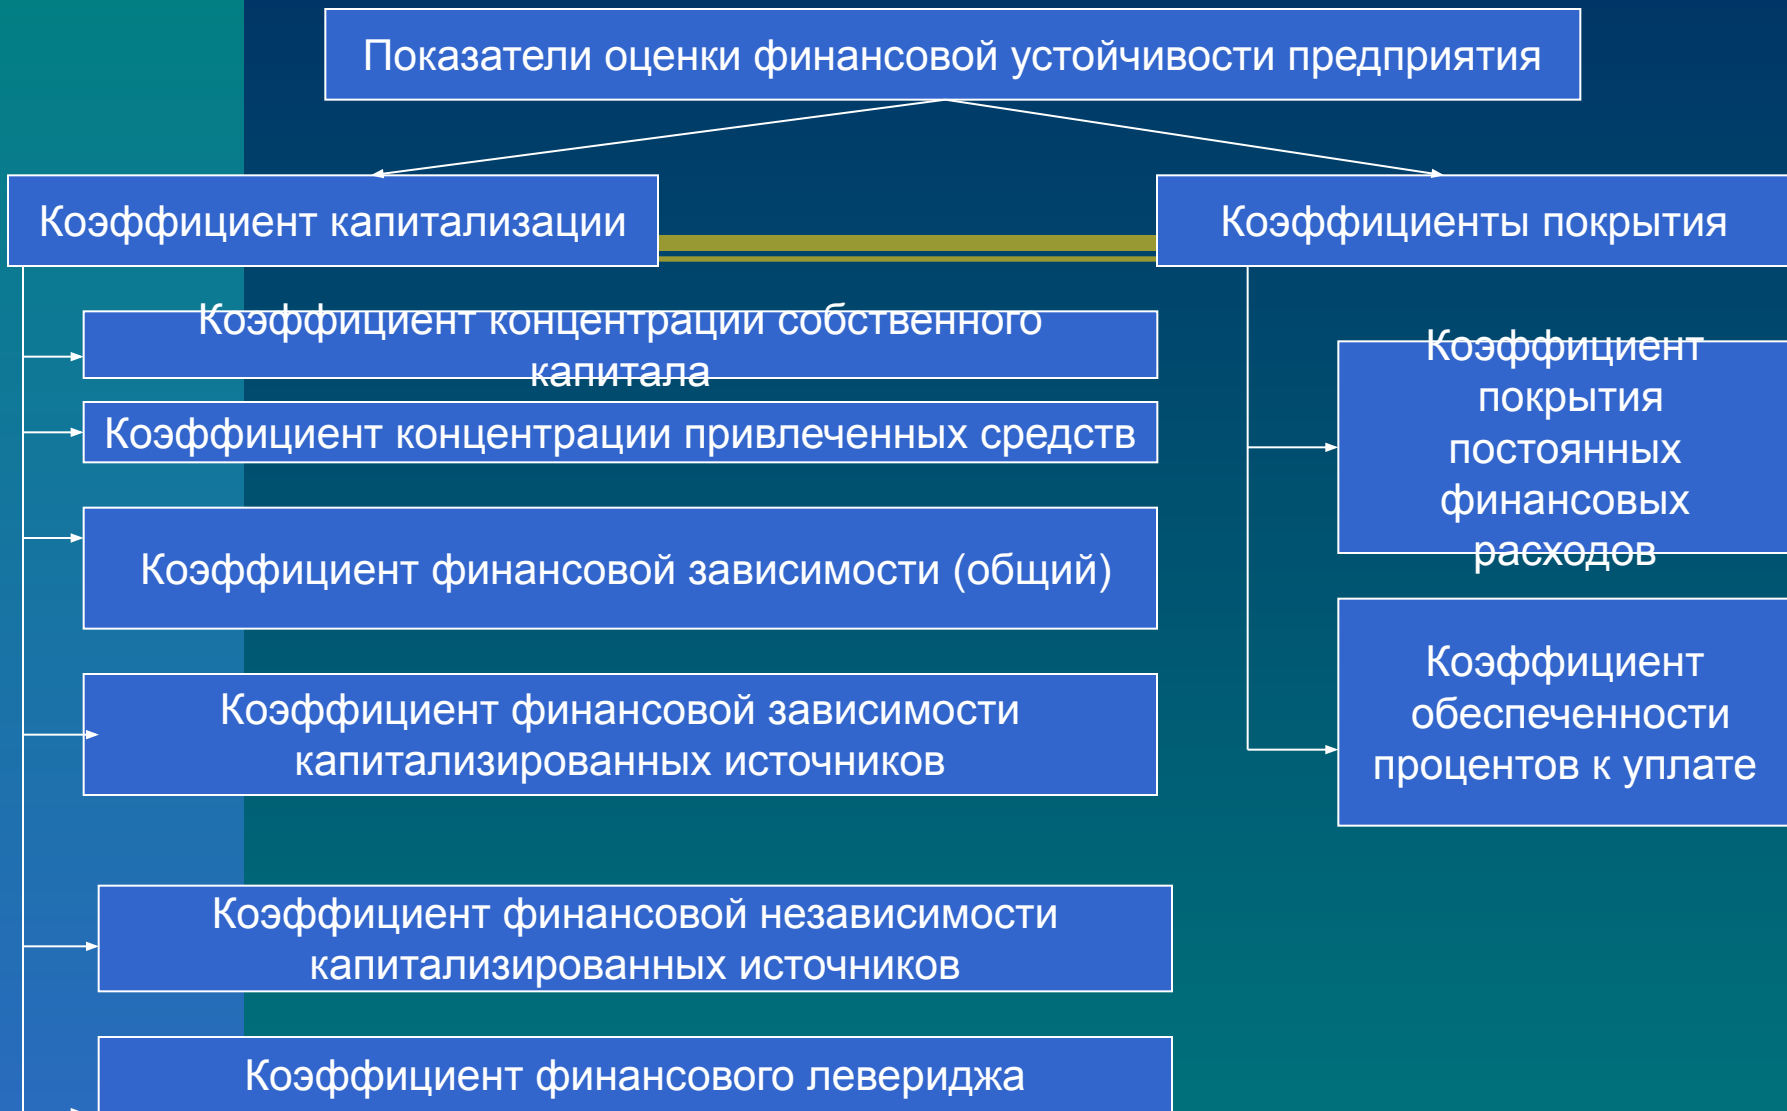 Показатели оценки финансовой устойчивости предприятия
Коэффициент капитализации
Коэффициенты покрытия
Коэффициент концентрации собственного
капитала
Коэффициент концентрации привлеченных средств
Коэффициент финансовой зависимости (общий)
Коэффициент финансовой зависимости
капитализированных источников
Коэффициент финансовой независимости
капитализированных источников
Коэффициент финансового левериджа
Коэффициент
покрытия
постоянных
финансовых
расходов
Коэффициент
обеспеченности
процентов к уплате